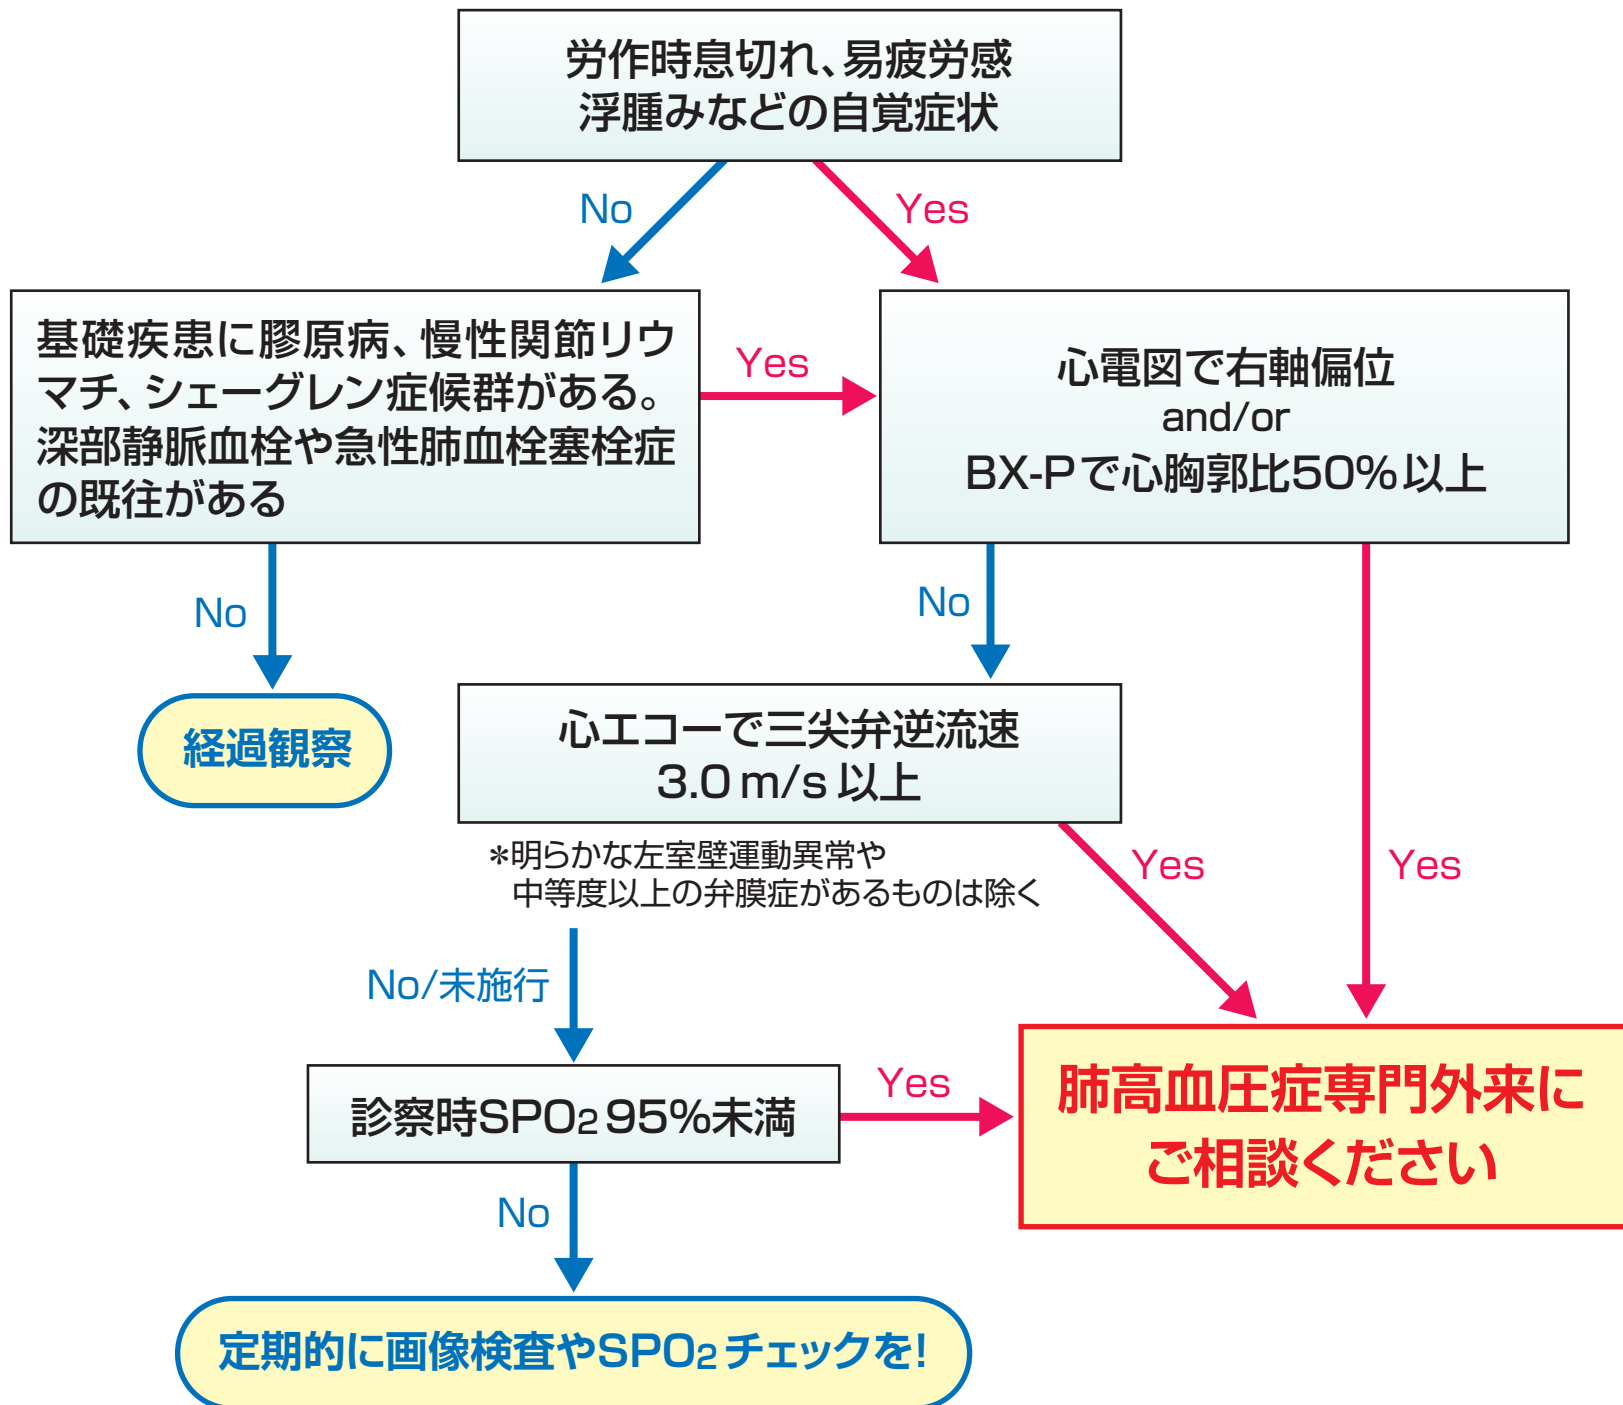 労作時息切れ、易疲労感
浮腫みなどの自覚症状
No
Yes
基礎疾患に膠原病、慢性関節リウ
マチ、シェーグレン症候群がある。
深部静脈血栓や急性肺血栓塞栓症
の既往がある
Yes
心電図で右軸偏位
and/or
BX-Pで心胸郭比50%以上
No
No
経過観察
心エコーで三尖弁逆流速
3.0 m/s 以上
*明らかな左室壁運動異常や
中等度以上の弁膜症があるものは除く
Yes
Yes
No/未施行
診察時SPO₂ 95%未満
Yes
肺高血圧症専門外来に
ご相談ください
No
定期的に画像検査やSPO₂チェックを!